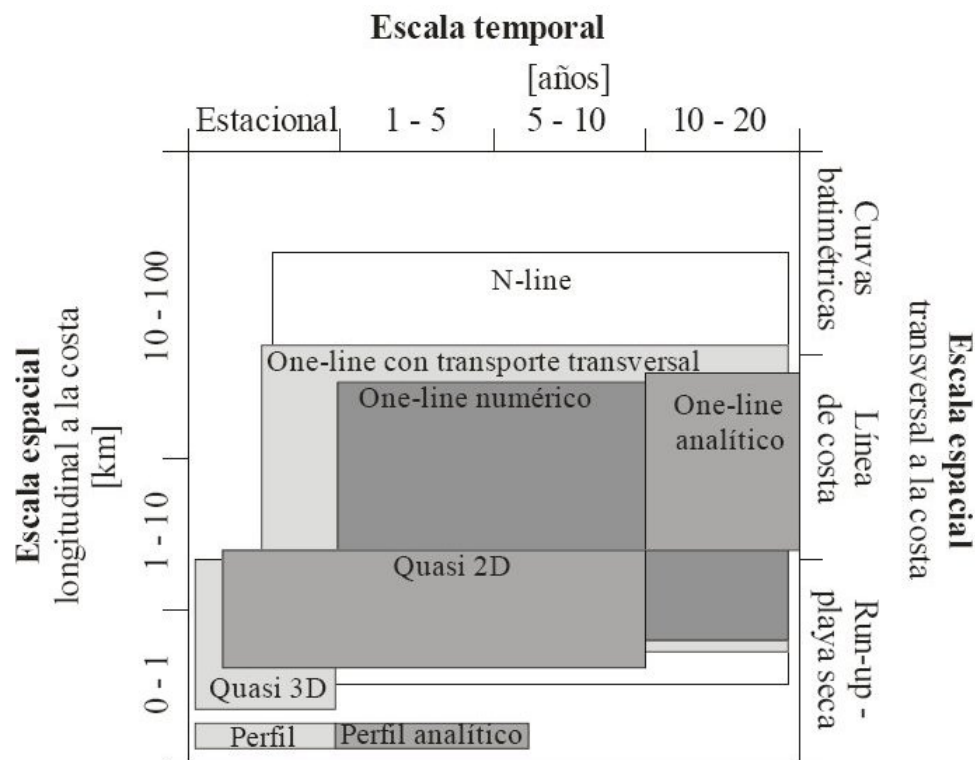 Escala temporal
[años]
Estacional 1 - 5 5 - 10 10 - 20
Escala espacial
longitudinal a la costa
[km]
10 - 100
1 - 10
0 - 1
N-line
One-line con transporte transversal
One-line numérico
One-line
analítico
Quasi 2D
Quasi 3D
Perfil
Perfil analítico
Curvas
batimétricas
Línea
de costa
Run-up -
playa seca
Escala espacial
transversal a la costa